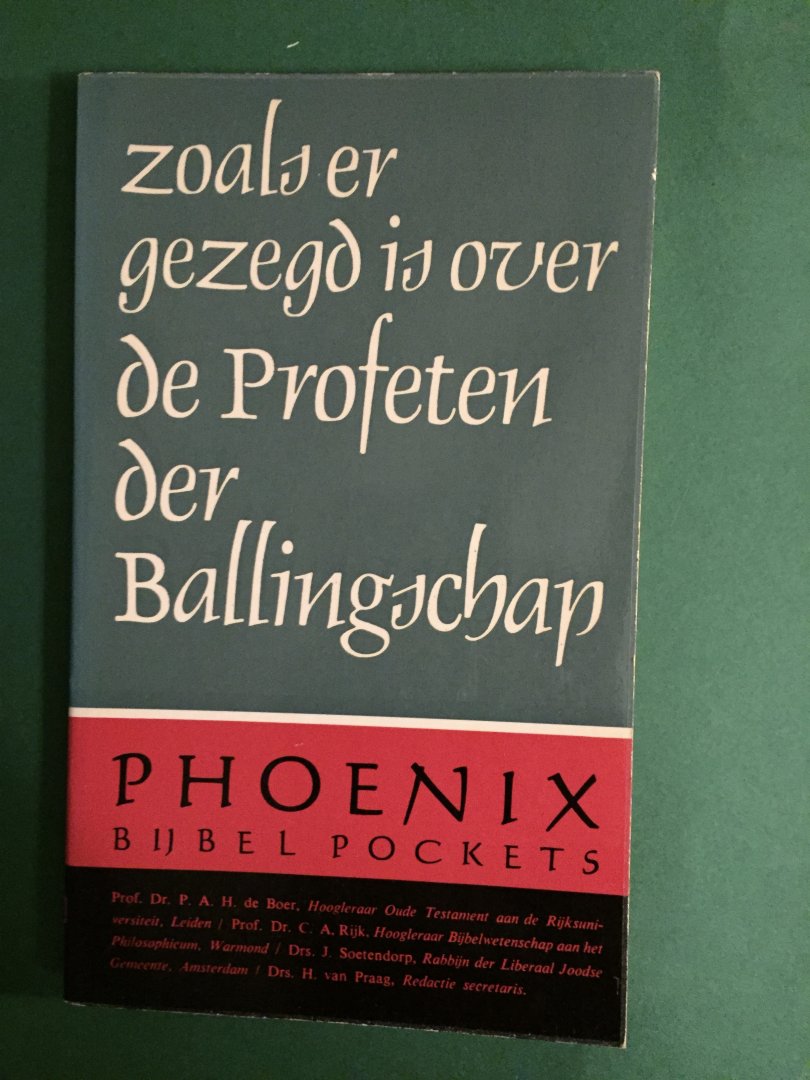 zoals er
gezegd is over
de Profeten
der
Ballingschap
PHOENIX
BIJBEL POCKETS
Prof. Dr. P. A. H. de Boer, Hoogleraar Oude Testament aan de Rijksuni-
versiteit, Leiden / Prof. Dr. C. A. Rijk, Hoogleraar Bijbelwetenschap aan het
Philosophicum, Warmond / Drs. J. Soetendorp, Rabbijn der Liberaal Joodse
Gemeente, Amsterdam / Drs. H. van Praag, Redactie secretaris.